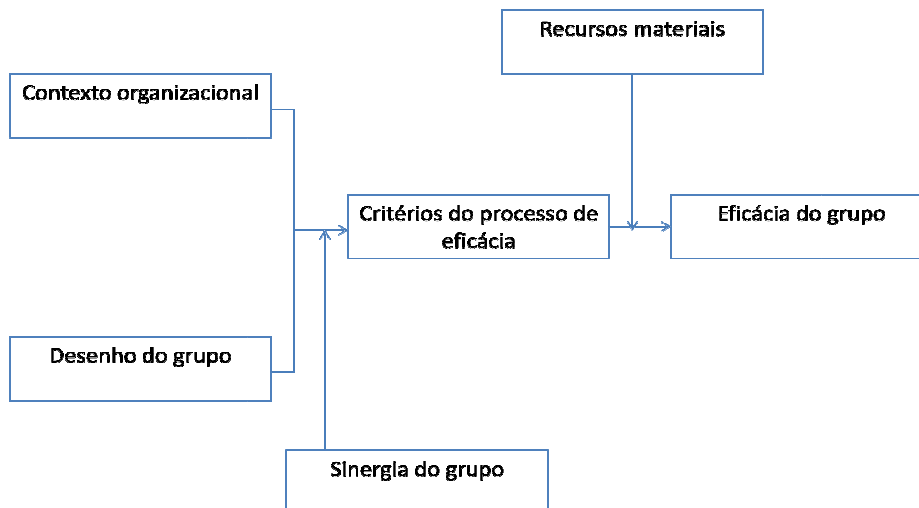 Recursos materiais
Contexto organizacional
Critérios do processo de
eficácia
Eficácia do grupo
Desenho do grupo
Sinergia do grupo